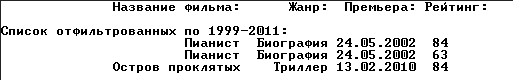 Название фильма: Жанр: Премьера: Рейтинг:
Список отфильтрованных по 1999-2011:
Пианист Биография 24.05.2002 84
Пианист Биография 24.05.2002 63
Остров проклятых Триллер 13.02.2010 84